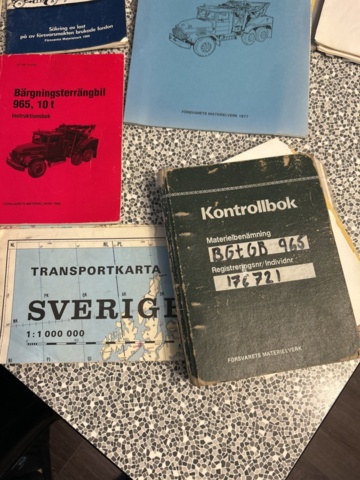 Säkring av last
på av försvarsmakten brukade fordon
FÖRSVARETS MATERIELVERK 1977
Bärgningsterrängbil
965, 10 t
Instruktionsbok
TRANSPORTKARTA
SVERIGE
1:1 000 000
Kontrollbok
Materielbenämning
BGTGB 965
Registreringsnr/Individnr
176721
FÖRSVARETS MATERIELVERK